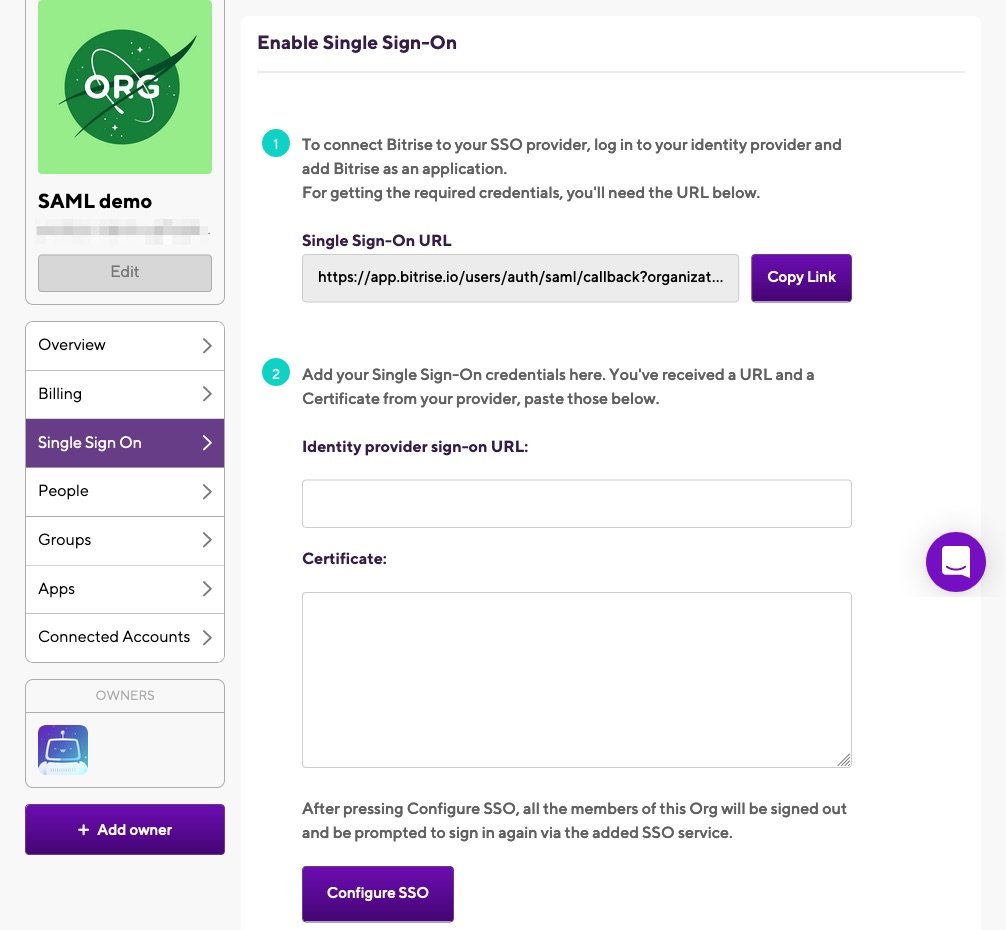 ORG
SAML demo
Edit
Overview
Billing
Single Sign On
People
Groups
Apps
Connected Accounts
OWNERS
+ Add owner
Enable Single Sign-On
1
To connect Bitrise to your SSO provider, log in to your identity provider and
add Bitrise as an application.
For getting the required credentials, you'll need the URL below.
Single Sign-On URL
https://app.bitrise.io/users/auth/saml/callback?organizat...
Copy Link
2
Add your Single Sign-On credentials here. You've received a URL and a
Certificate from your provider, paste those below.
Identity provider sign-on URL:
Certificate:
After pressing Configure SSO, all the members of this Org will be signed out
and be prompted to sign in again via the added SSO service.
Configure SSO